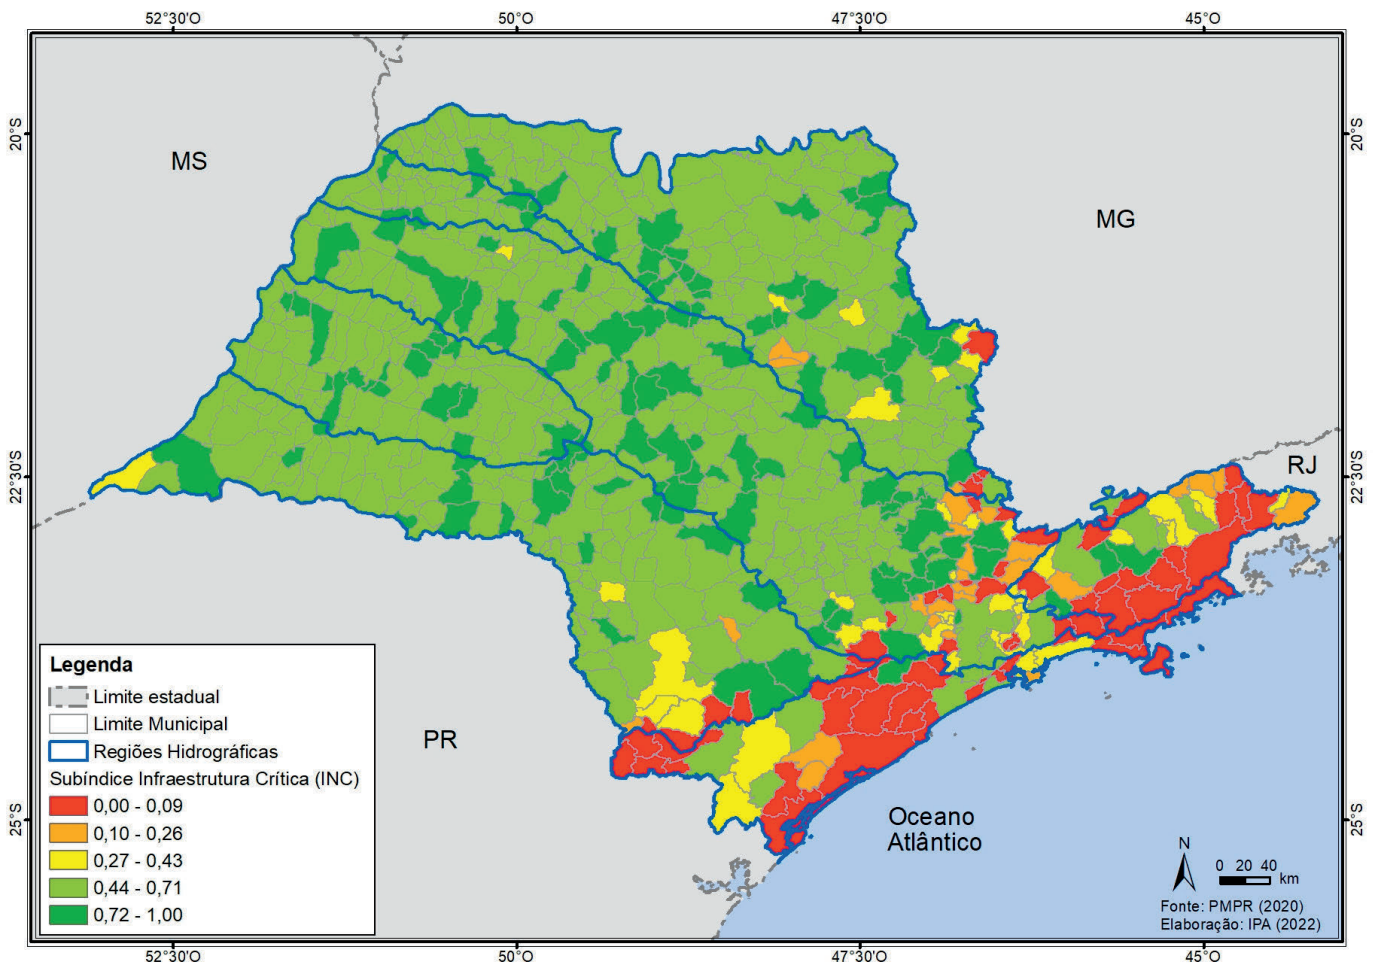 52°30'O
50°O
47°30'O
45°O
20°S
20°S
MS
MG
RJ
22°30'S
22°30'S
PR
Legenda
Limite estadual
Limite Municipal
Regiões Hidrográficas
Subíndice Infraestrutura Crítica (INC)
0,00 - 0,09
0,10 - 0,26
0,27 - 0,43
0,44 - 0,71
0,72 - 1,00
25°S
25°S
Oceano
Atlântico
N
0 20 40
km
Fonte: PMPR (2020)
Elaboração: IPA (2022)
52°30'O
50°O
47°30'O
45°O